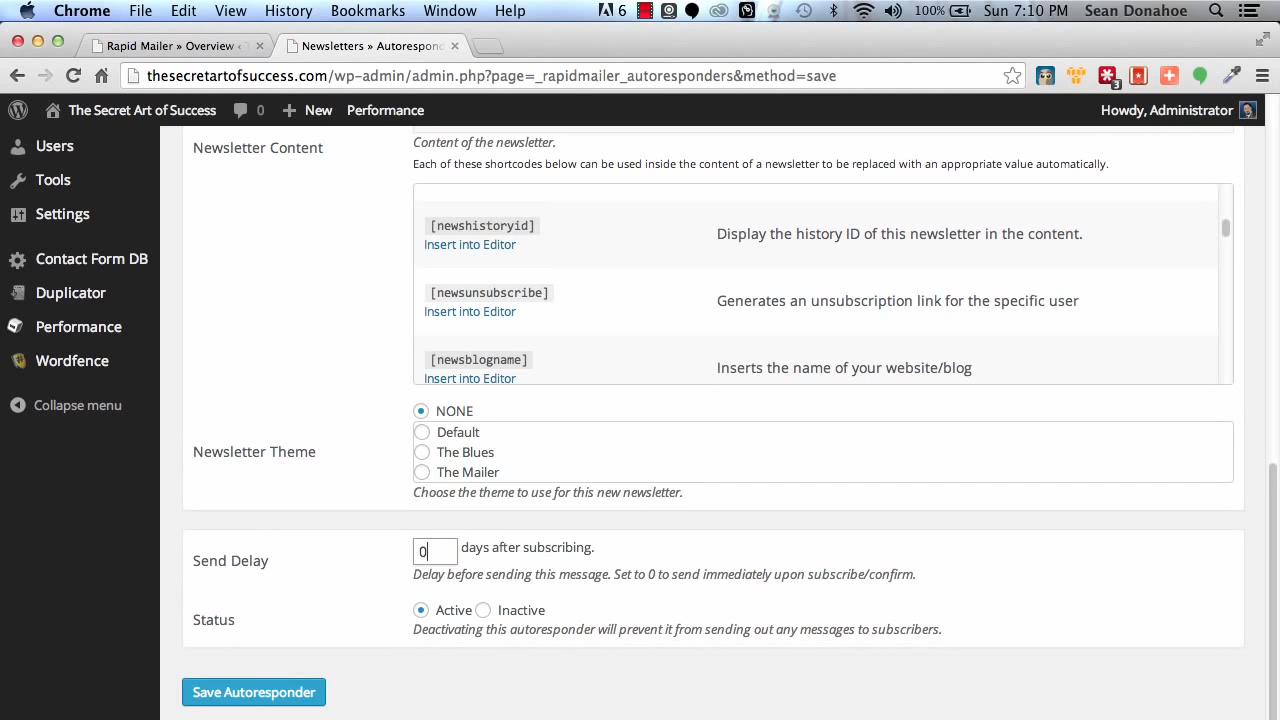 Chrome File Edit View History Bookmarks Window Help 6 100% Sun 7:10 PM Sean Donahoe
Rapid Mailer » Overview ‹ Newsletters » Autorespond
thesecretartofsuccess.com/wp-admin/admin.php?page=_rapidmailer_autoresponders&method=save 3
The Secret Art of Success 0 New Performance Howdy, Administrator
Users
Tools
Settings
Contact Form DB
Duplicator
Performance
Wordfence
Collapse menu
Newsletter Content
Content of the newsletter.
Each of these shortcodes below can be used inside the content of a newsletter to be replaced with an appropriate value automatically.
[newshistoryid]
Insert into Editor
Display the history ID of this newsletter in the content.
[newsunsubscribe]
Insert into Editor
Generates an unsubscription link for the specific user
[newsblogname]
Insert into Editor
Inserts the name of your website/blog
Newsletter Theme
NONE
Default
The Blues
The Mailer
Choose the theme to use for this new newsletter.
Send Delay
0 days after subscribing.
Delay before sending this message. Set to 0 to send immediately upon subscribe/confirm.
Status
Active Inactive
Deactivating this autoresponder will prevent it from sending out any messages to subscribers.
Save Autoresponder